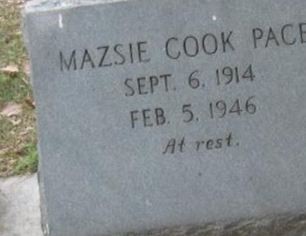 MAZSIE COOK PACE
SEPT. 6, 1914
FEB. 5, 1946
At rest.